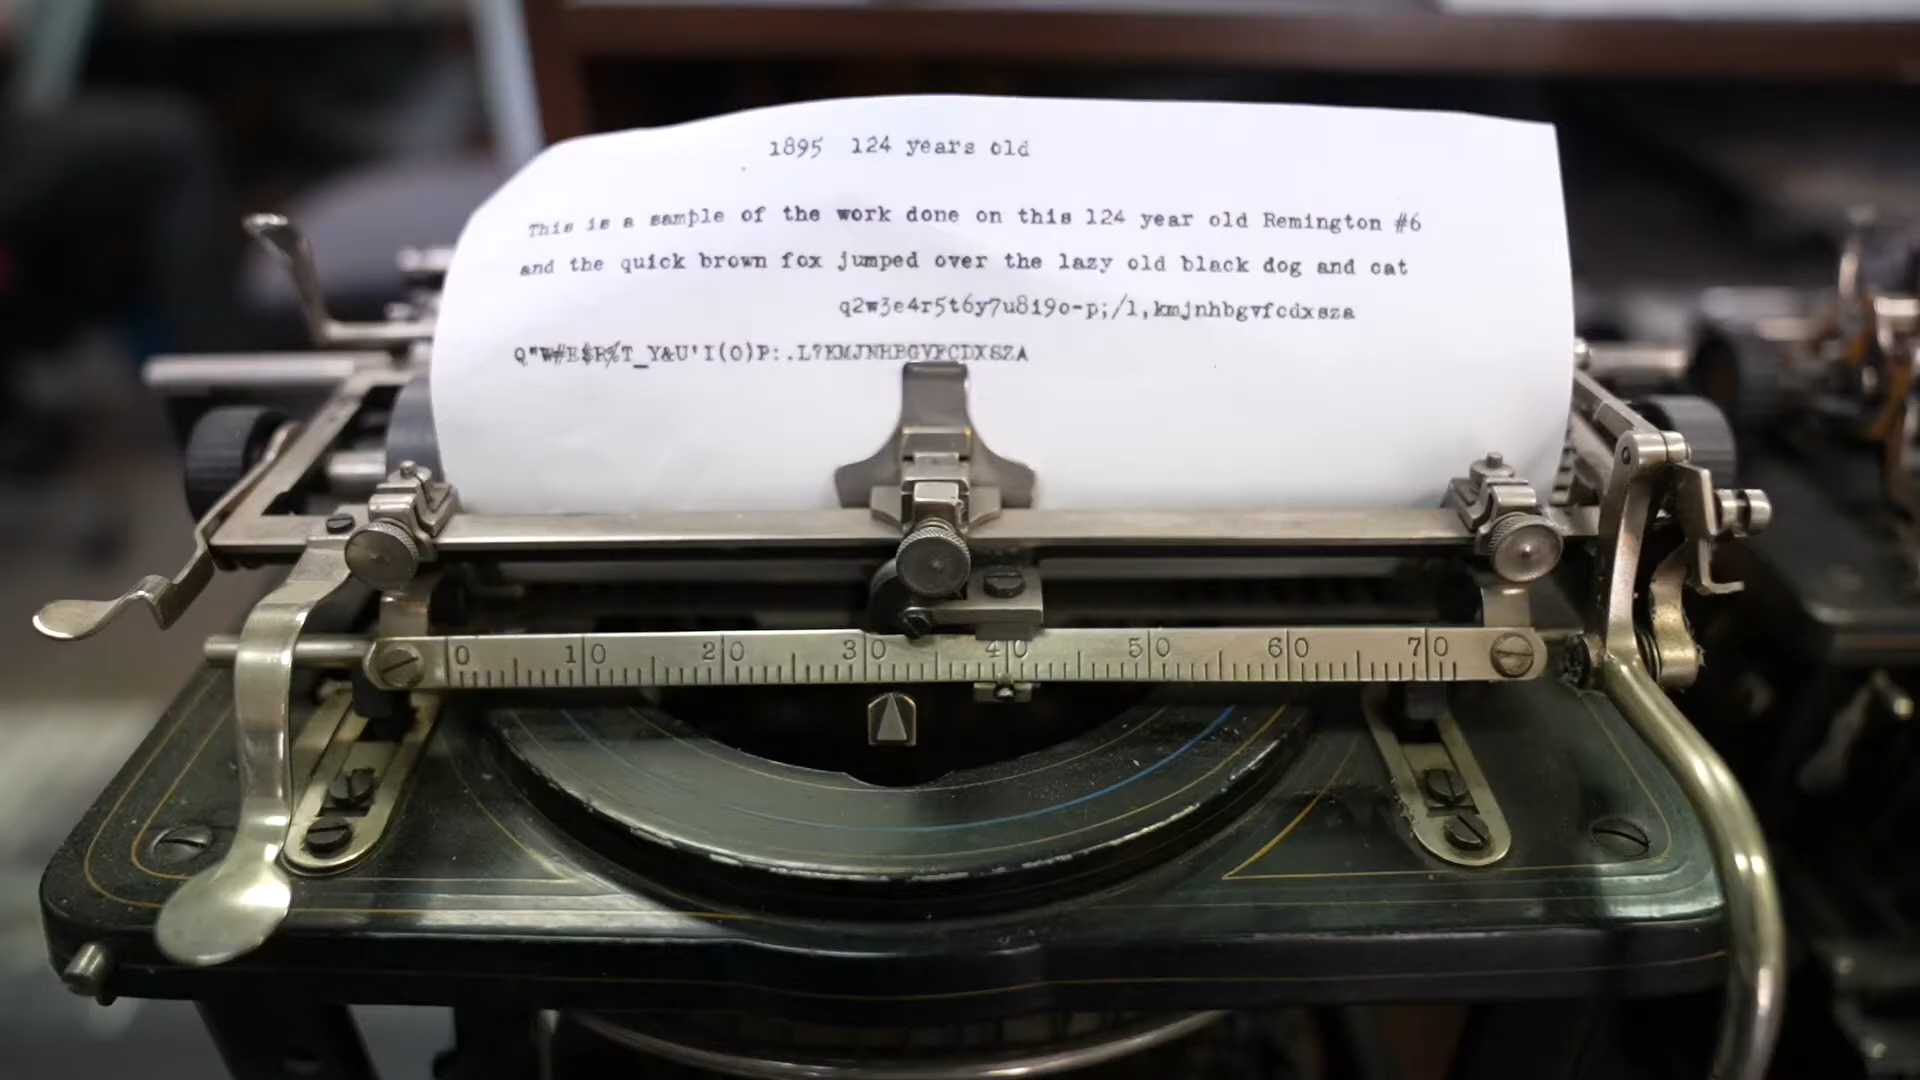 1895  124 years old
This is a sample of the work done on this 124 year old Remington #6
and the quick brown fox jumped over the lazy old black dog and cat
q2w3e4r5t6y7u8i9o-p;/l,kmjnhbgvfcdxsza
Q"W#E$R%T_Y&U'I(O)P:.L?KMJNHBGVFCDXSZA
0 10 20 30 40 50 60 70